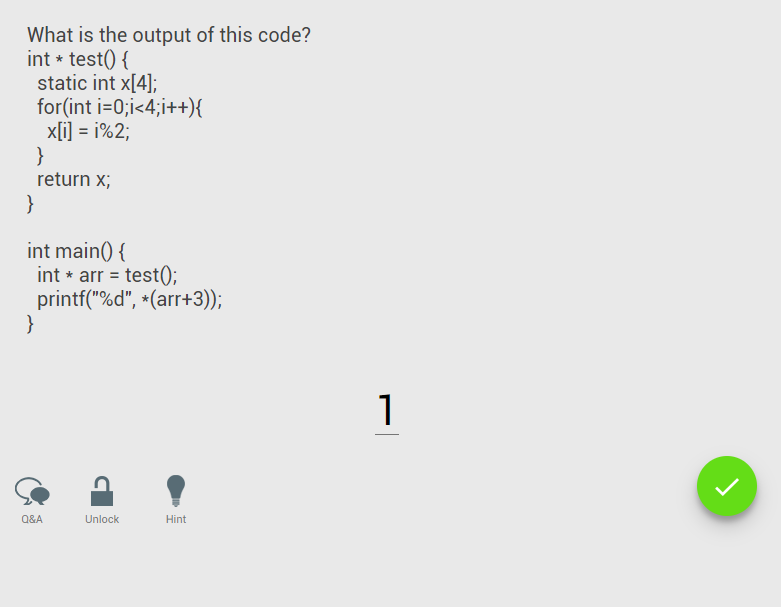 What is the output of this code?
int * test() {
static int x[4];
for(int i=0;i<4;i++){
x[i] = i%2;
}
return x;
}
int main() {
int * arr = test();
printf("%d", *(arr+3));
}
1
Q&A
Unlock
Hint